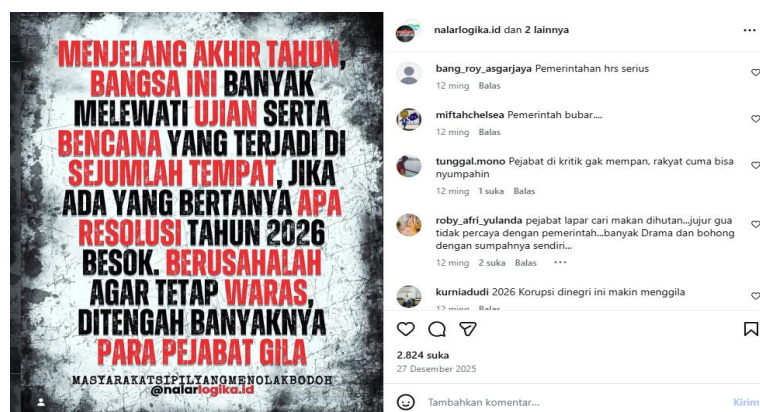 MENJELANG AKHIR TAHUN,
BANGSA INI BANYAK
MELEWATI UJIAN SERTA
BENCANA YANG TERJADI DI
SEJUMLAH TEMPAT, JIKA
ADA YANG BERTANYA APA
RESOLUSI TAHUN 2026
BESOK. BERUSAHALAH
AGAR TETAP WARAS,
DITENGAH BANYAKNYA
PARA PEJABAT GILA
MASYARAKATSIPILYANGMENOLAKBODOH
@nalarlogika.id
nalarlogika.id dan 2 lainnya
bang_roy_asgarjaya Pemerintahan hrs serius
12 ming Balas
miftahchelsea Pemerintah bubar....
12 ming Balas
tunggal.mono Pejabat di kritik gak mempan, rakyat cuma bisa
nyumpahin
12 ming 1 suka Balas
roby_afri_yulanda pejabat lapar cari makan dihutan...jujur gua
tidak percaya dengan pemerintah...banyak Drama dan bohong
dengan sumpahnya sendiri...
12 ming 2 suka Balas
kurniadudi 2026 Korupsi dinegri ini makin menggila
12 ming Balas
2.824 suka
27 Desember 2025
Tambahkan komentar...
Kirim